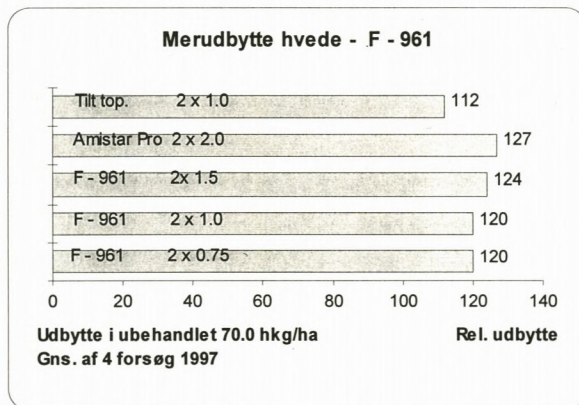 Merudbytte hvede - F - 961
Tilt top. 2 x 1.0 112
Amistar Pro 2 x 2.0 127
F - 961 2x 1.5 124
F - 961 2 x 1.0 120
F - 961 2 x 0.75 120
0 20 40 60 80 100 120 140
Udbytte i ubehandlet 70.0 hkg/ha Rel. udbytte
Gns. af 4 forsøg 1997